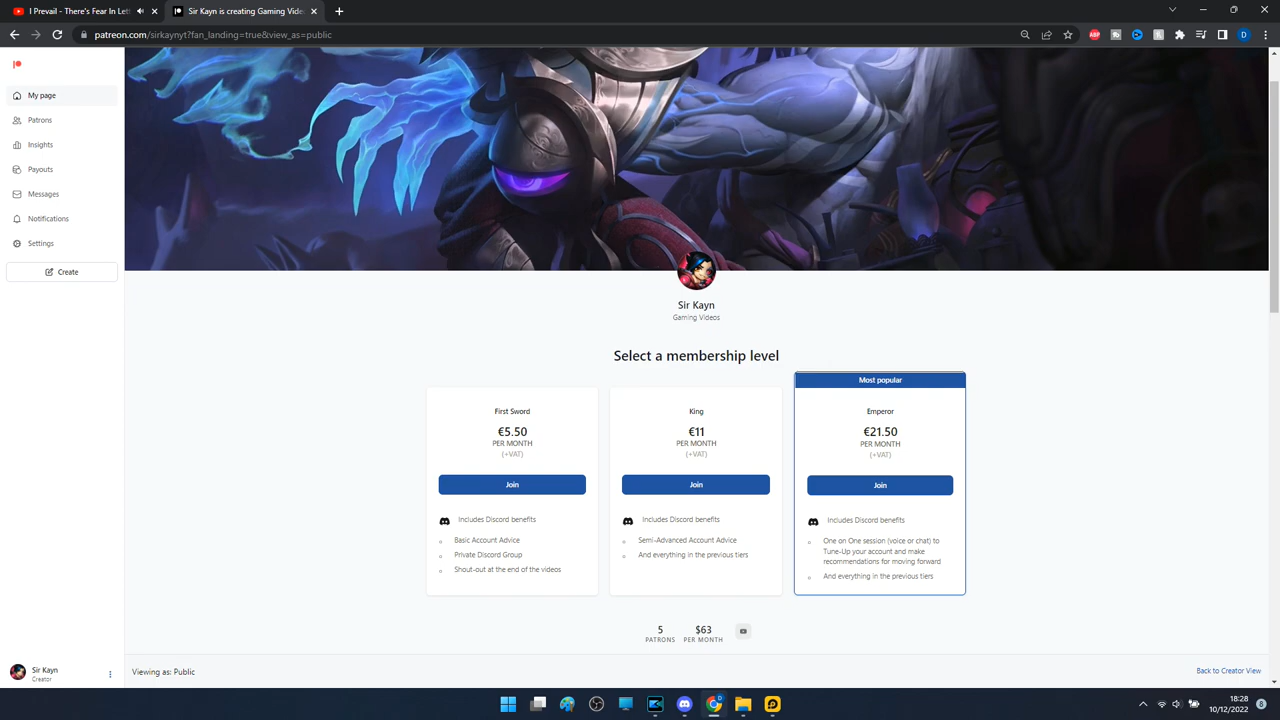 I Prevail - There's Fear In Lett
Sir Kayn is creating Gaming Video
patreon.com/sirkaynyt?fan_landing=true&view_as=public
ABP
D
My page
Patrons
Insights
Payouts
Messages
Notifications
Settings
Create
Sir Kayn
Gaming Videos
Select a membership level
Most popular
First Sword
€5.50
PER MONTH
(+VAT)
Join
Includes Discord benefits
Basic Account Advice
Private Discord Group
Shout-out at the end of the videos
King
€11
PER MONTH
(+VAT)
Join
Includes Discord benefits
Semi-Advanced Account Advice
And everything in the previous tiers
Emperor
€21.50
PER MONTH
(+VAT)
Join
Includes Discord benefits
One on One session (voice or chat) to
Tune-Up your account and make
recommendations for moving forward
And everything in the previous tiers
5
PATRONS
$63
PER MONTH
Sir Kayn
Creator
Viewing as: Public
Back to Creator View
18:28
10/12/2022